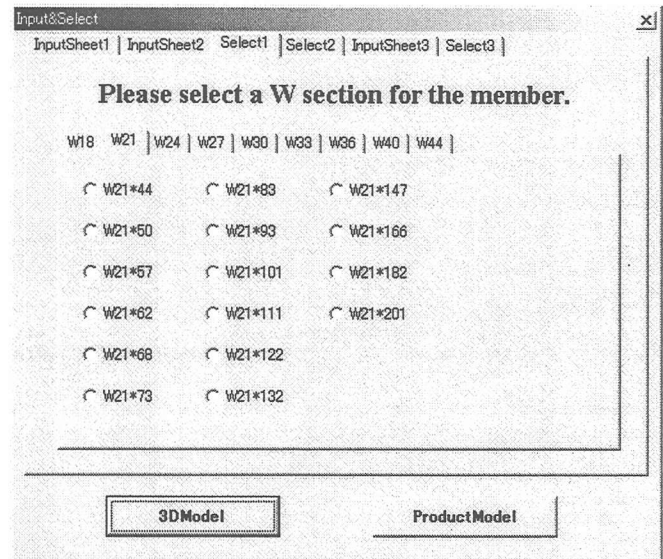 Input&Select
InputSheet1 InputSheet2 Select1 Select2 InputSheet3 Select3
Please select a W section for the member.
W18 W21 W24 W27 W30 W33 W36 W40 W44
W21*44 W21*83 W21*147
W21*50 W21*93 W21*166
W21*57 W21*101 W21*182
W21*62 W21*111 W21*201
W21*68 W21*122
W21*73 W21*132
3DModel ProductModel